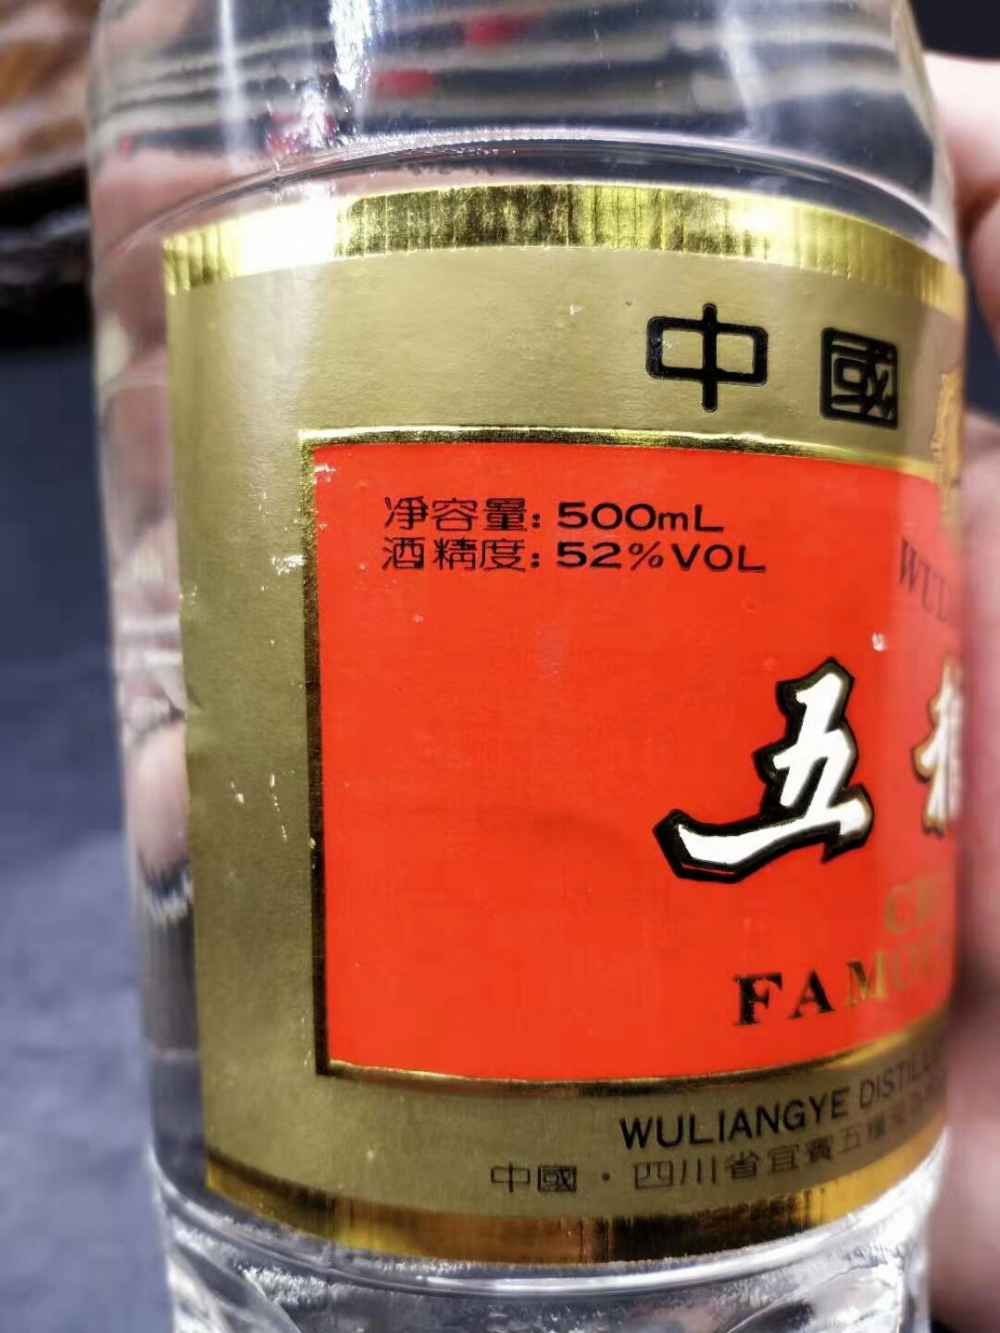 中國
净容量: 500mL
酒精度: 52%VOL
五
FAM
WULIANGYE
中國·四川省宜賓五糧